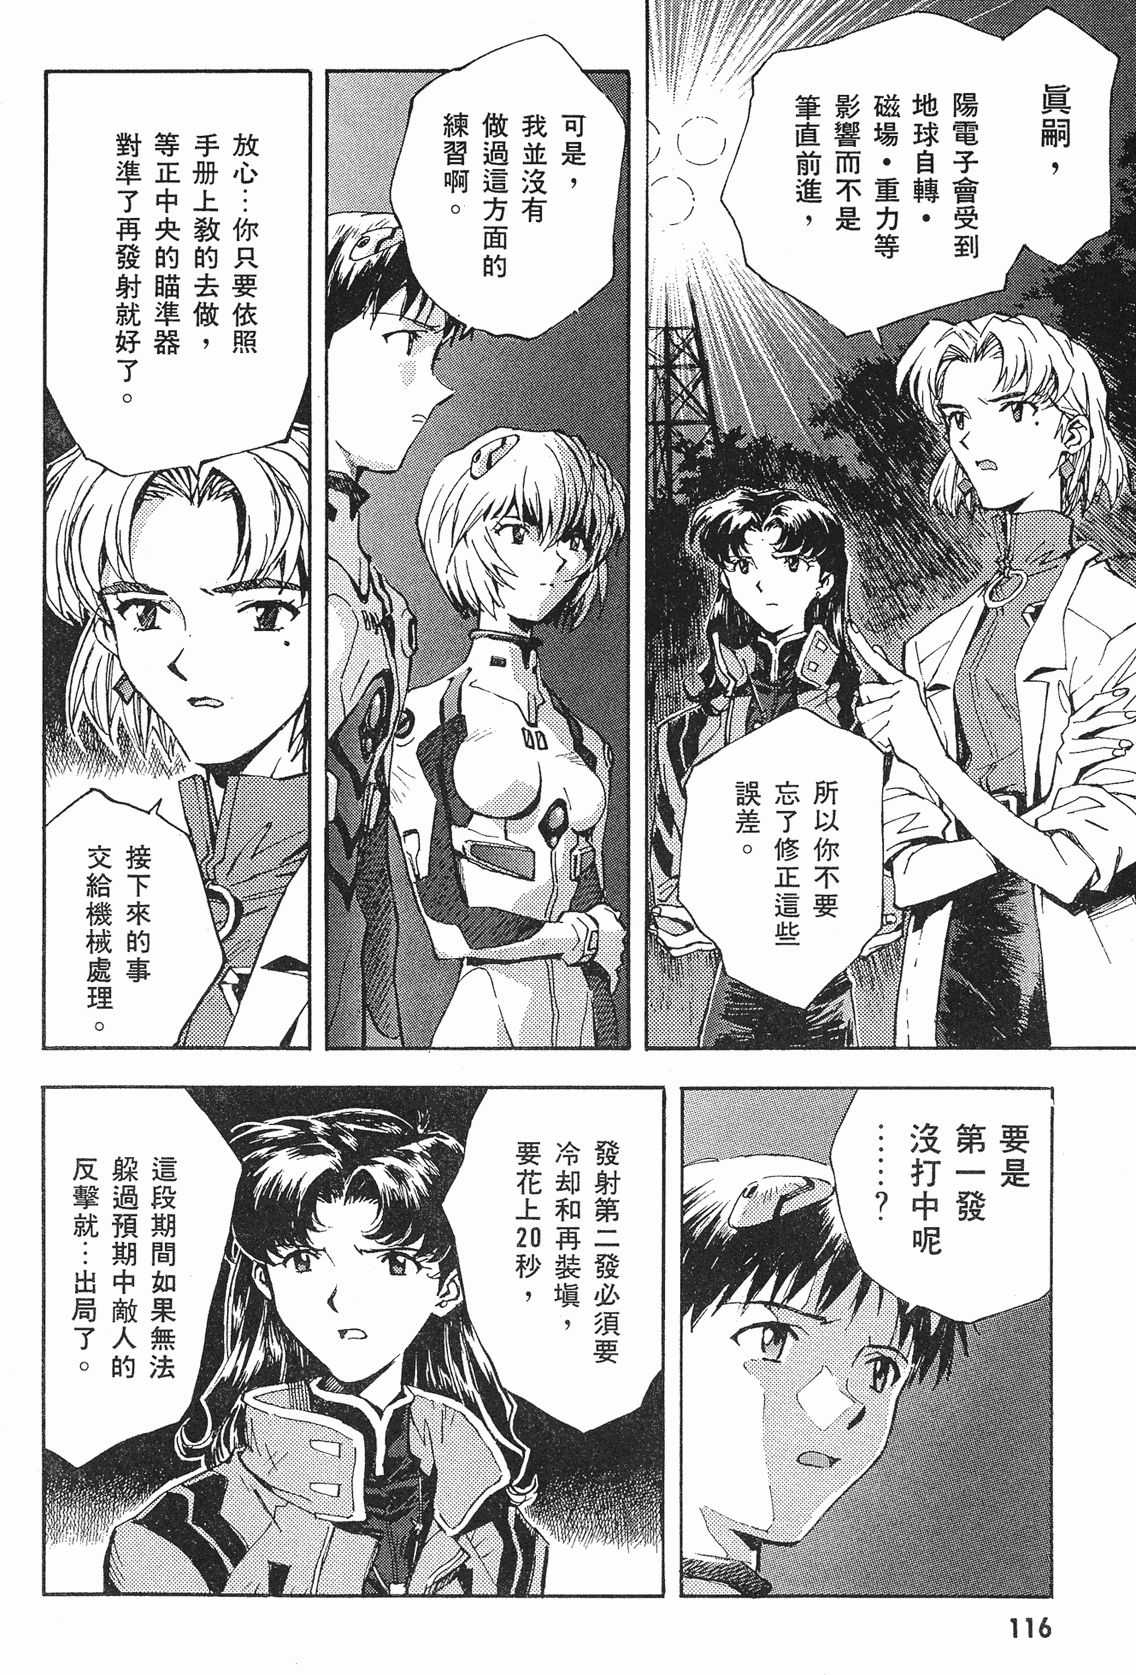 眞嗣，
陽電子會受到
地球自轉・
磁場・重力等
影響而不是
筆直前進，
所以你不要
忘了修正這些
誤差。
可是，
我並沒有
做過這方面的
練習啊。
放心…你只要依照
手册上教的去做，
等正中央的瞄準器
對準了再發射就好了。
接下來的事
交給機械處理。
要是
第一發
沒打中呢
……?
發射第二發必須要
冷却和再裝塡，
要花上20秒，
這段期間如果無法
躲過預期中敵人的
反擊就…出局了。
116